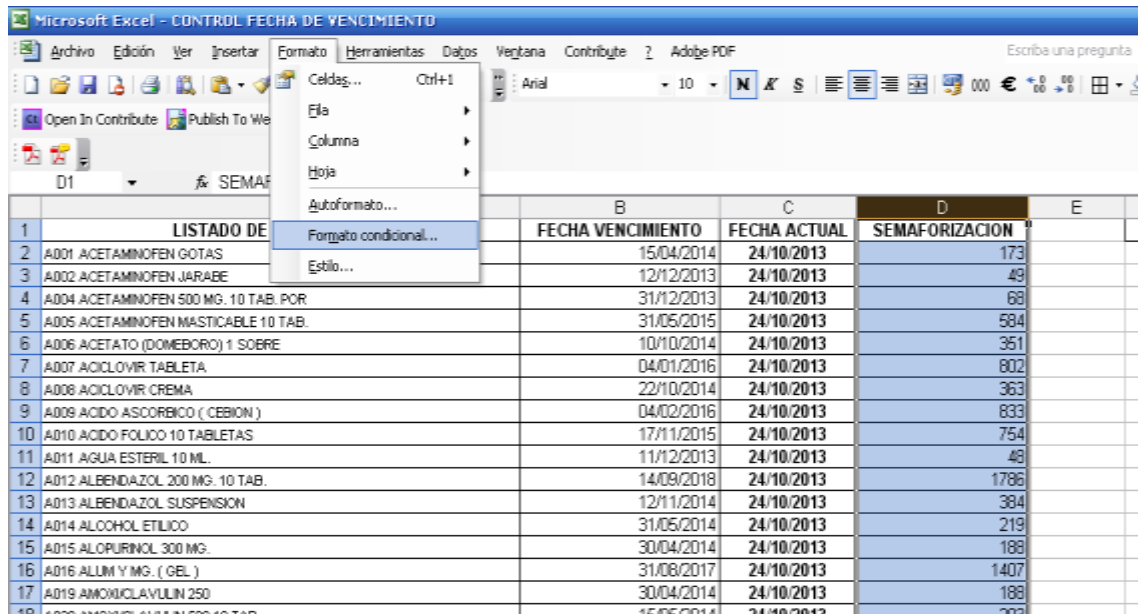 Microsoft Excel - CONTROL FECHA DE VENCIMIENTO
Archivo Edición Ver Insertar Formato Herramientas Datos Ventana Contribute ? Adobe PDF Escriba una pregunta
Arial 10 N K S 000 €
Open In Contribute Publish To We
D1 fx SEMAF
Celdas... Ctrl+1
Fila
Columna
Hoja
Autoformato...
Formato condicional...
Estilo...
B C D E
1 LISTADO DE FECHA VENCIMIENTO FECHA ACTUAL SEMAFORIZACION
2 A001 ACETAMINOFEN GOTAS 15/04/2014 24/10/2013 173
3 A002 ACETAMINOFEN JARABE 12/12/2013 24/10/2013 49
4 A004 ACETAMINOFEN 500 MG. 10 TAB. POR 31/12/2013 24/10/2013 68
5 A005 ACETAMINOFEN MASTICABLE 10 TAB. 31/05/2015 24/10/2013 584
6 A006 ACETATO (DOMEBORO) 1 SOBRE 10/10/2014 24/10/2013 351
7 A007 ACICLOVIR TABLETA 04/01/2016 24/10/2013 802
8 A008 ACICLOVIR CREMA 22/10/2014 24/10/2013 363
9 A009 ACIDO ASCORBICO ( CEBION ) 04/02/2016 24/10/2013 833
10 A010 ACIDO FOLICO 10 TABLETAS 17/11/2015 24/10/2013 754
11 A011 AGUA ESTERIL 10 ML. 11/12/2013 24/10/2013 48
12 A012 ALBENDAZOL 200 MG. 10 TAB. 14/09/2018 24/10/2013 1786
13 A013 ALBENDAZOL SUSPENSION 12/11/2014 24/10/2013 384
14 A014 ALCOHOL ETILICO 31/05/2014 24/10/2013 219
15 A015 ALOPURINOL 300 MG. 30/04/2014 24/10/2013 188
16 A016 ALUM Y MG. ( GEL ) 31/08/2017 24/10/2013 1407
17 A019 AMOXI/CLAVULIN 250 30/04/2014 24/10/2013 188
18